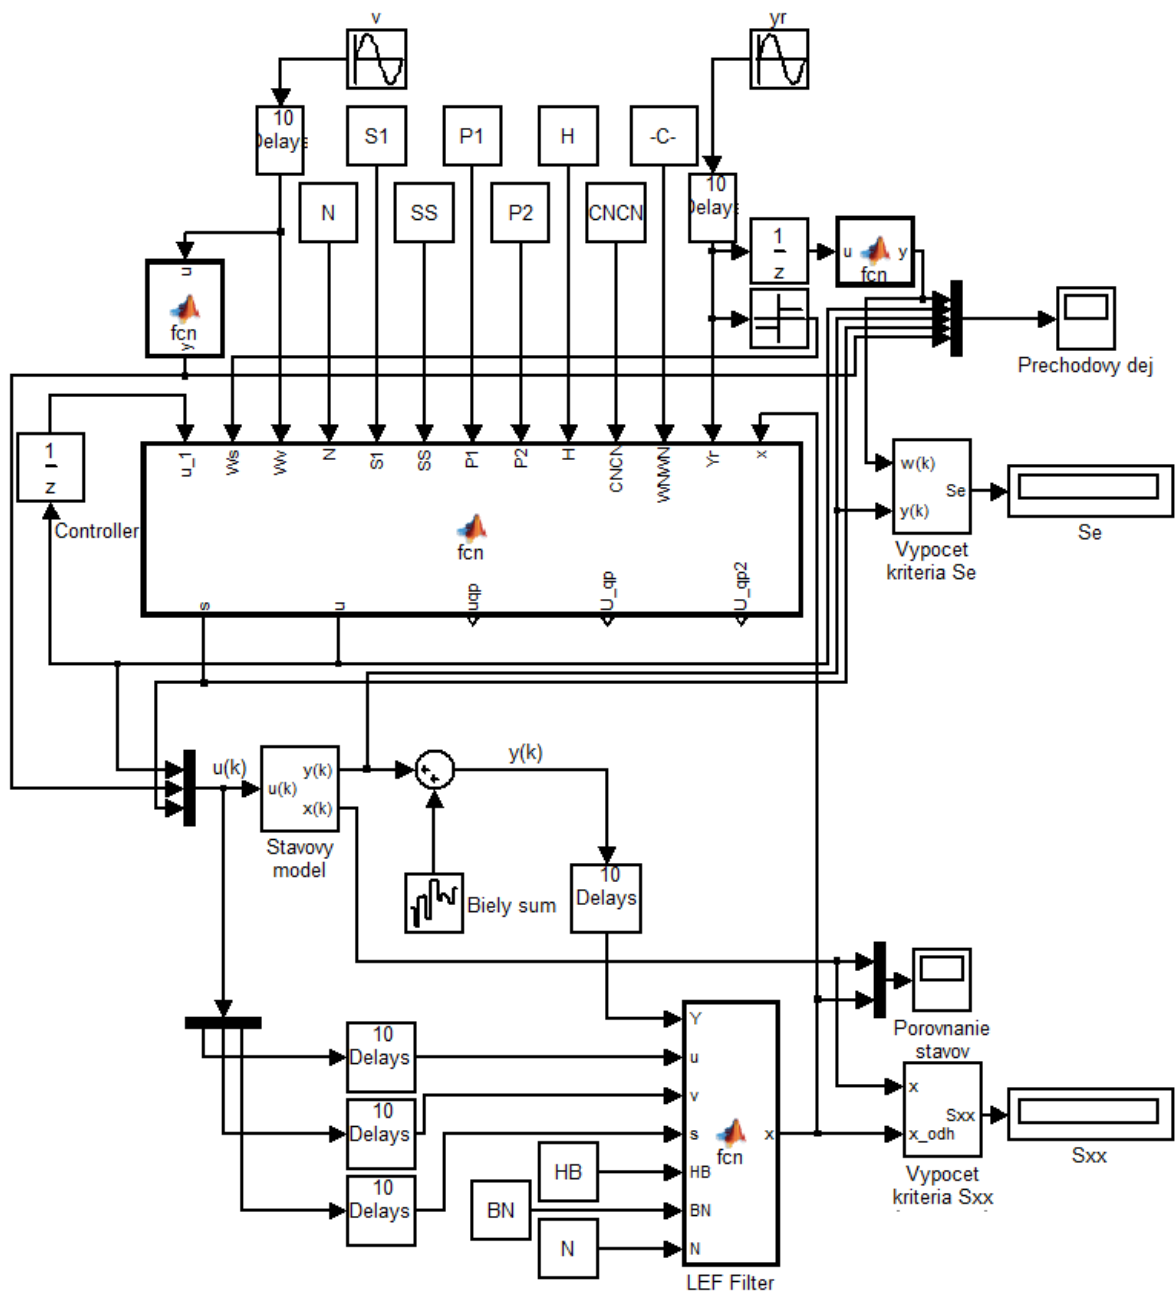 v
yr
10
Delays
S1
P1
H
-C-
N
SS
P2
CNCN
10
Delays
1
z
u
fcn
y
u
fcn
y
Prechodovy dej
1
z
Controller
u_1
Ws
Wv
N
S1
SS
P1
P2
H
CNCN
WNWN
Yr
x
fcn
s
u
uqp
U_qp
U_qp2
w(k)
y(k)
Se
Vypocet
kriteria Se
Se
u(k)
u(k)
y(k)
x(k)
Stavovy
model
y(k)
Biely sum
10
Delays
Porovnanie
stavov
10
Delays
10
Delays
10
Delays
HB
BN
N
Y
u
v
s
HB
BN
N
fcn
x
LEF Filter
x
x_odh
Sxx
Vypocet
kriteria Sxx
Sxx